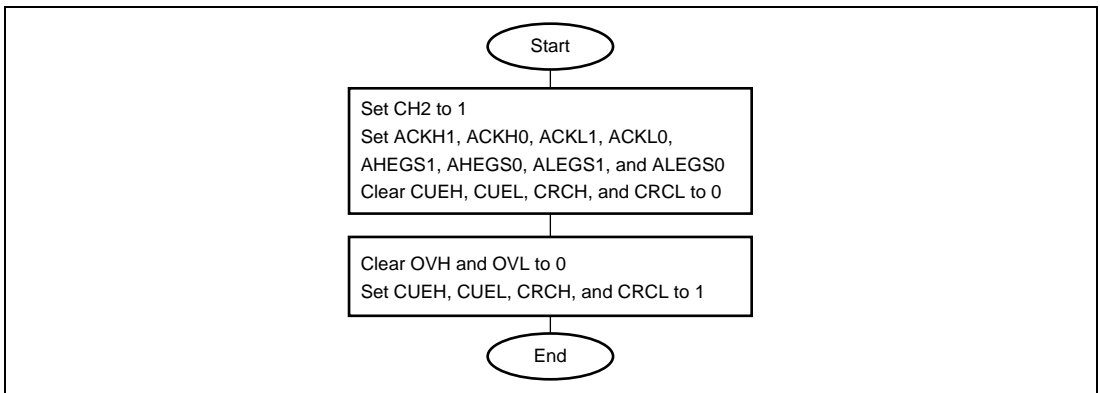 Start
Set CH2 to 1
Set ACKH1, ACKH0, ACKL1, ACKL0,
AHEGS1, AHEGS0, ALEGS1, and ALEGS0
Clear CUEH, CUEL, CRCH, and CRCL to 0
Clear OVH and OVL to 0
Set CUEH, CUEL, CRCH, and CRCL to 1
End